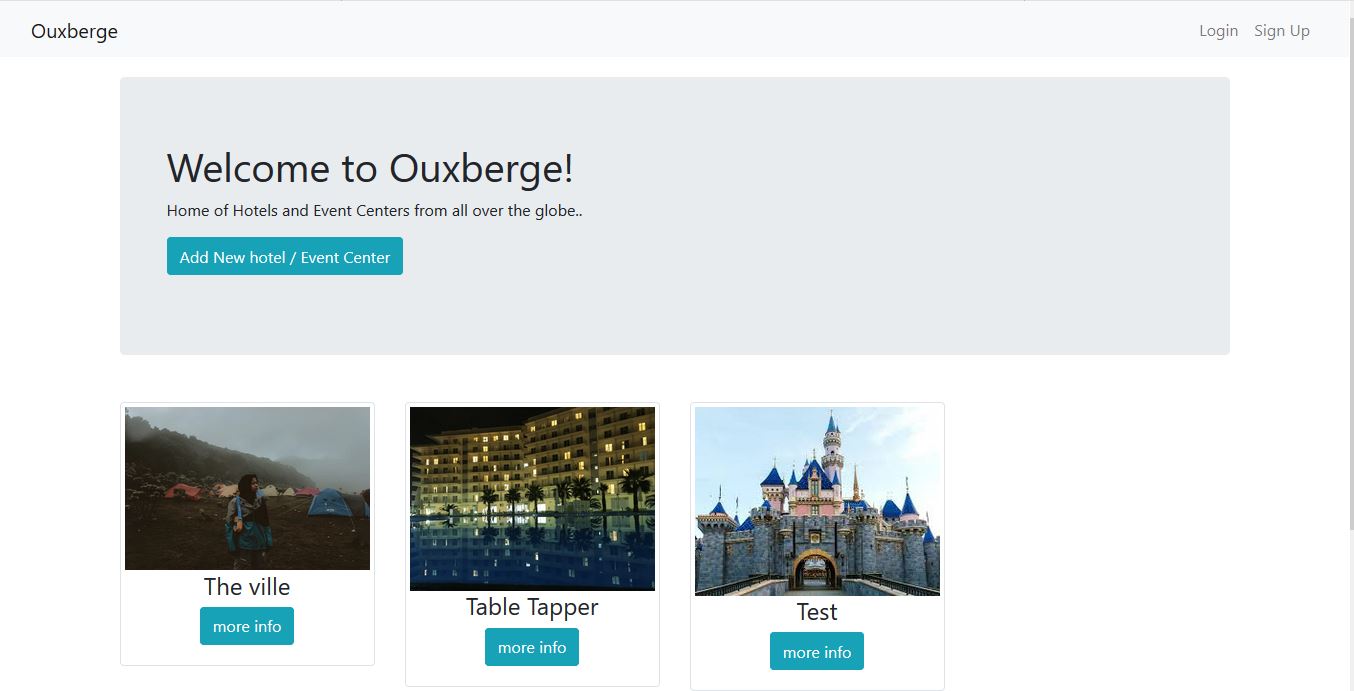 Ouxberge
Login Sign Up
Welcome to Ouxberge!
Home of Hotels and Event Centers from all over the globe..
Add New hotel / Event Center
The ville
more info
Table Tapper
more info
Test
more info